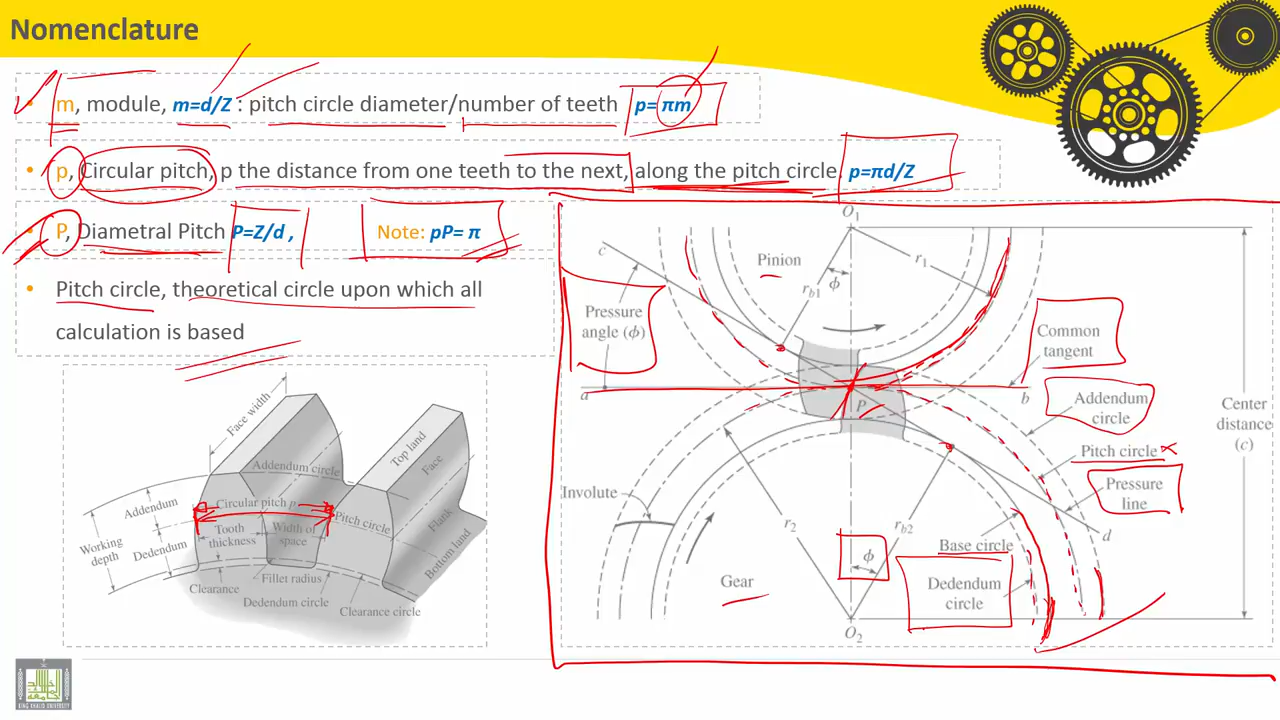 Nomenclature
• m, module, m=d/Z : pitch circle diameter/number of teeth p= πm
• p, Circular pitch, p the distance from one teeth to the next, along the pitch circle, p=πd/Z
• P, Diametral Pitch P=Z/d , Note: pP= π
• Pitch circle, theoretical circle upon which all
calculation is based
Face width
Top land
Addendum circle
Face
Addendum
Circular pitch p
Pitch circle
Flank
Working
depth
Dedendum
Tooth
thickness
Width of
space
Bottom land
Clearance
Fillet radius
Dedendum circle
Clearance circle
O1
c
Pinion
r1
rb1
ϕ
Pressure
angle (ϕ)
Common
tangent
a
b
P
Addendum
circle
Center
distance
(c)
Pitch circle
Pressure
line
Involute
r2
rb2
d
Base circle
ϕ
Gear
Dedendum
circle
O2
KING KHALID UNIVERSITY